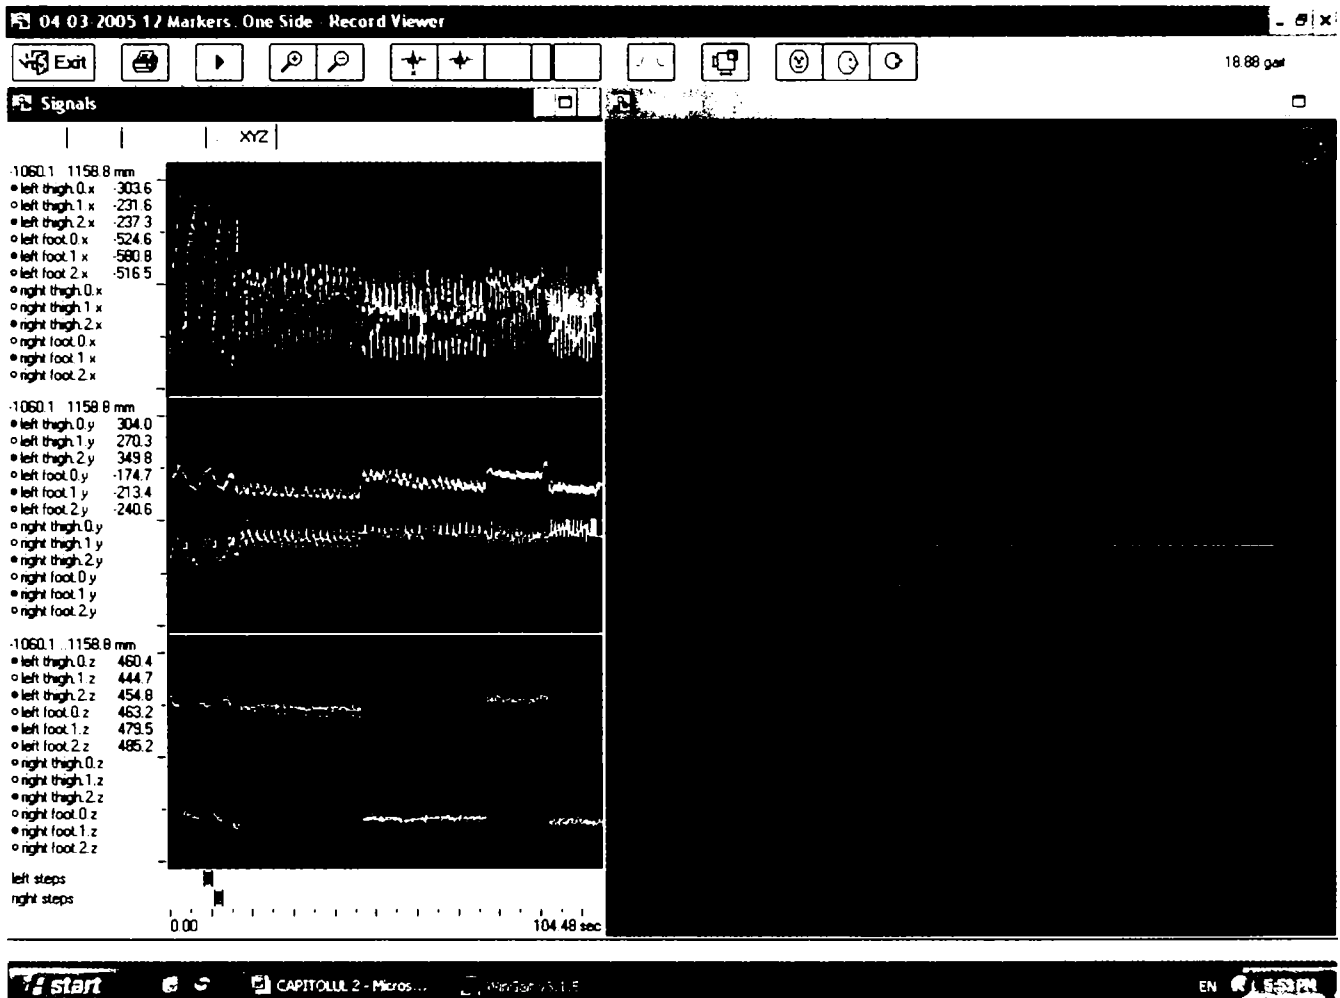 04-03-2005 12 Markers. One Side - Record Viewer
Exit
18.88 gait
Signals
XYZ
-1060.1 1158.8 mm
left thigh.0.x -303.6
left thigh.1.x -231.6
left thigh.2.x -237.3
left foot.0.x -524.6
left foot.1.x -580.8
left foot.2.x -516.5
right thigh.0.x
right thigh.1.x
right thigh.2.x
right foot.0.x
right foot.1.x
right foot.2.x
-1060.1 1158.8 mm
left thigh.0.y 304.0
left thigh.1.y 270.3
left thigh.2.y 349.8
left foot.0.y -174.7
left foot.1.y -213.4
left foot.2.y -240.6
right thigh.0.y
right thigh.1.y
right thigh.2.y
right foot.0.y
right foot.1.y
right foot.2.y
-1060.1 ..1158.8 mm
left thigh.0.z 460.4
left thigh.1.z 444.7
left thigh.2.z 454.8
left foot.0.z 463.2
left foot.1.z 479.5
left foot.2.z 485.2
right thigh.0.z
right thigh.1.z
right thigh.2.z
right foot.0.z
right foot.1.z
right foot.2.z
left steps
right steps
0.00 104.48 sec
start CAPITOLUL 2 - Micros... WinGait v3.1.5 EN 5:53 PM